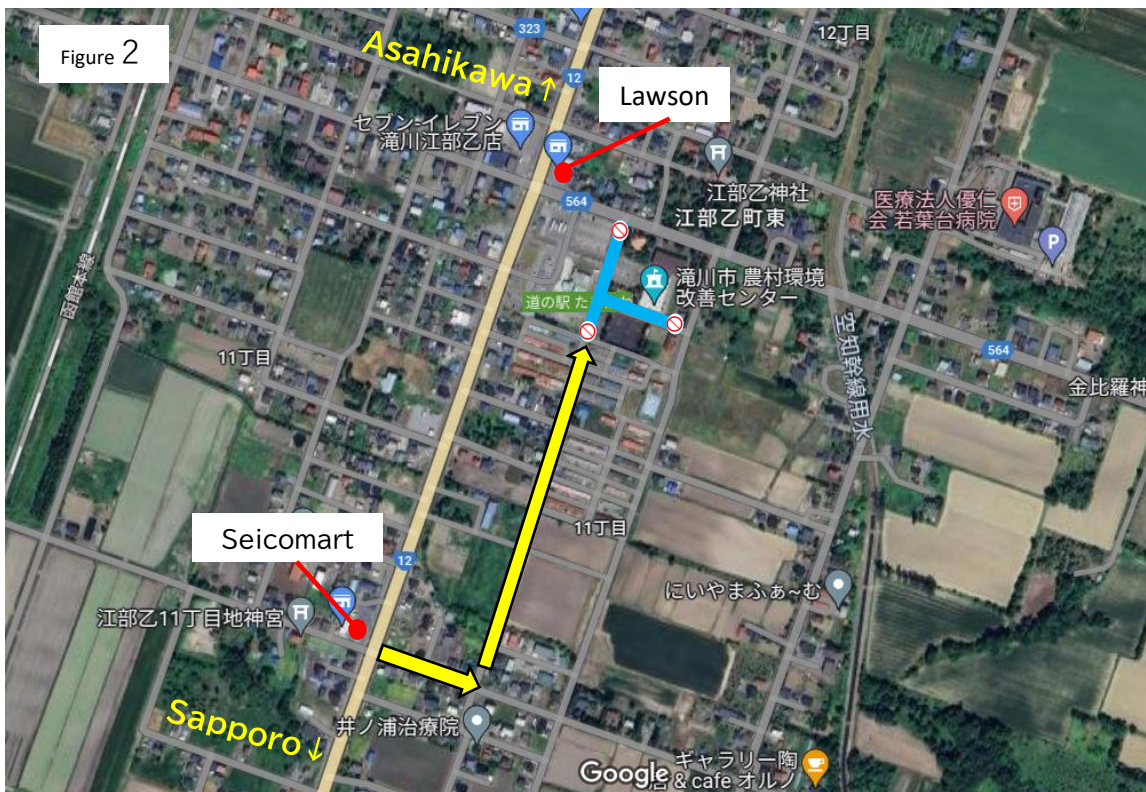 Figure 2
323
12丁目
Asahikawa ↑
12
Lawson
セブン-イレブン
滝川江部乙店
江部乙神社
564
江部乙町東
医療法人優仁
会 若葉台病院
P
函館本線
滝川市 農村環境
改善センター
道の駅 た
空知幹線用水
564
11丁目
金比羅神
Seicomart
11丁目
12
にいやまふぁ~む
江部乙11丁目地神宮
Sapporo ↓
井ノ浦治療院
ギャラリー陶
Google
& cafe オルノ